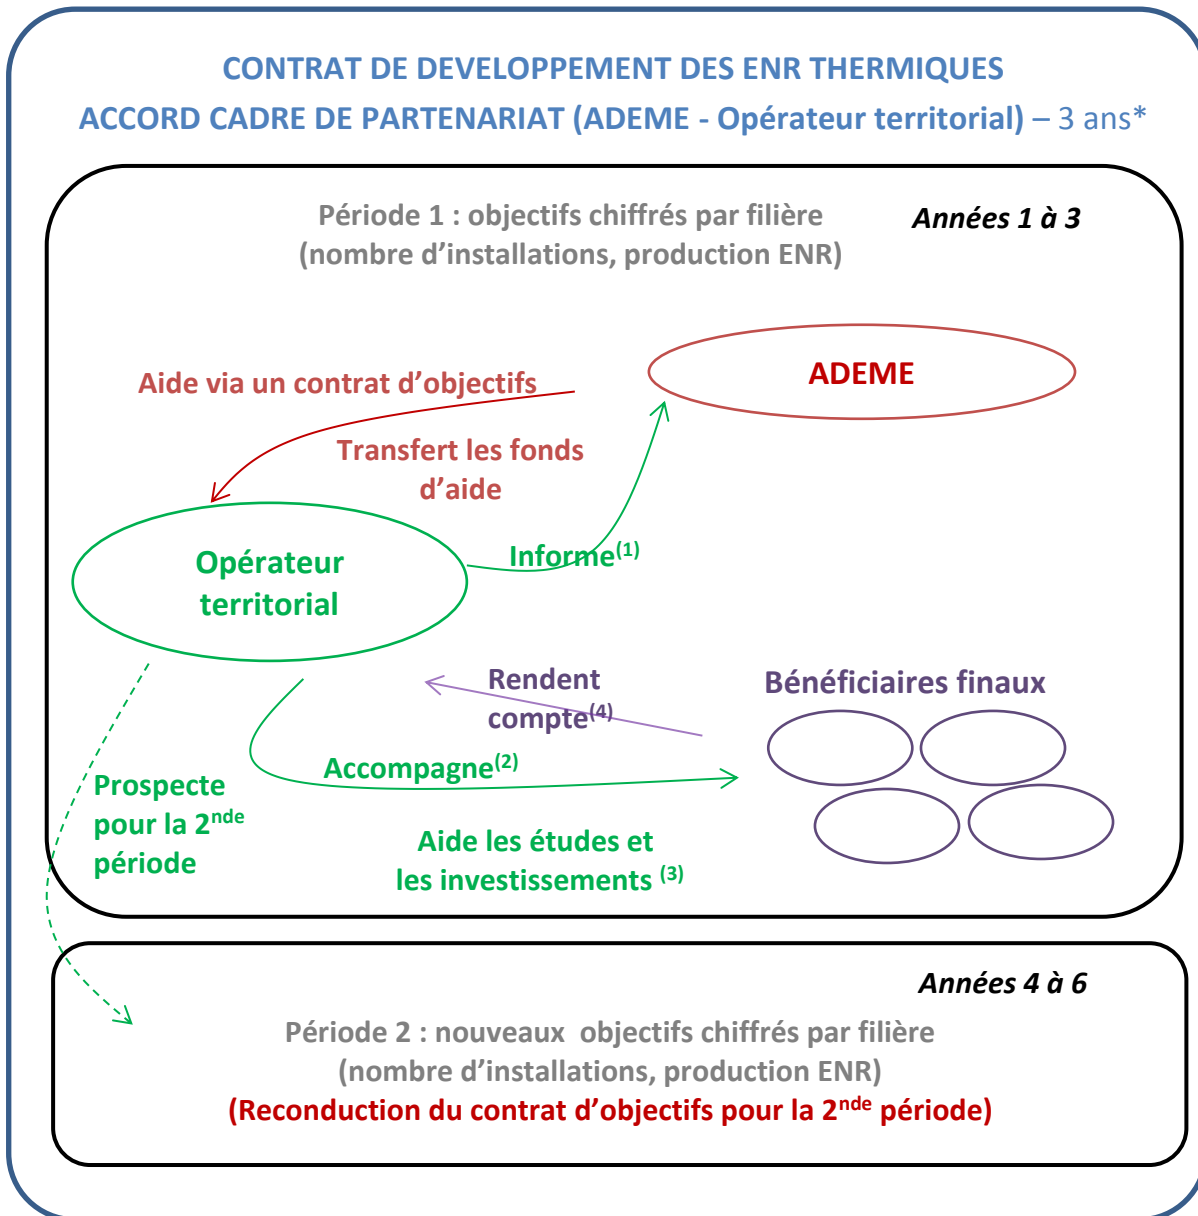 CONTRAT DE DEVELOPPEMENT DES ENR THERMIQUES
ACCORD CADRE DE PARTENARIAT (ADEME - Opérateur territorial) – 3 ans*
Période 1 : objectifs chiffrés par filière
(nombre d’installations, production ENR)
Années 1 à 3
ADEME
Aide via un contrat d’objectifs
Transfert les fonds
d’aide
Opérateur
territorial
Informe(1)
Rendent
compte(4)
Bénéficiaires finaux
Accompagne(2)
Prospecte
pour la 2nde
période
Aide les études et
les investissements (3)
Années 4 à 6
Période 2 : nouveaux  objectifs chiffrés par filière
(nombre d’installations, production ENR)
(Reconduction du contrat d’objectifs pour la 2nde période)